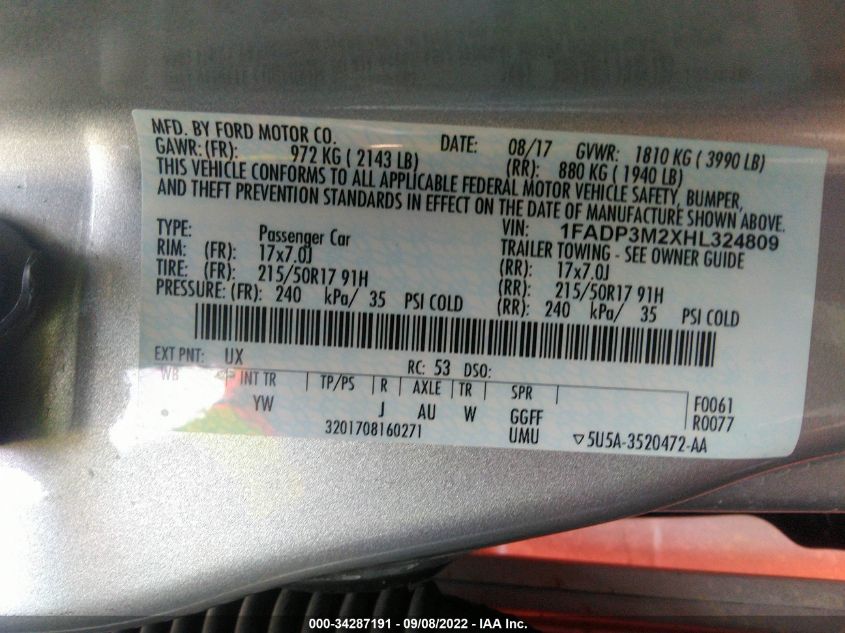 MFD. BY FORD MOTOR CO. DATE: 08/17 GVWR: 1810 KG ( 3990 LB)
GAWR: (FR): 972 KG ( 2143 LB) (RR): 880 KG ( 1940 LB)
THIS VEHICLE CONFORMS TO ALL APPLICABLE FEDERAL MOTOR VEHICLE SAFETY, BUMPER,
AND THEFT PREVENTION STANDARDS IN EFFECT ON THE DATE OF MANUFACTURE SHOWN ABOVE.
VIN: 1FADP3M2XHL324809
TYPE: Passenger Car TRAILER TOWING - SEE OWNER GUIDE
RIM: (FR): 17x7.0J (RR): 17x7.0J
TIRE: (FR): 215/50R17 91H (RR): 215/50R17 91H
PRESSURE: (FR): 240 kPa/ 35 PSI COLD (RR): 240 kPa/ 35 PSI COLD
EXT PNT: UX RC: 53 DSO:
WB INT TR TP/PS R AXLE TR SPR F0061
YW J AU W GGFF R0077
3201708160271 UMU ▽5U5A-3520472-AA
000-34287191 - 09/08/2022 - IAA Inc.